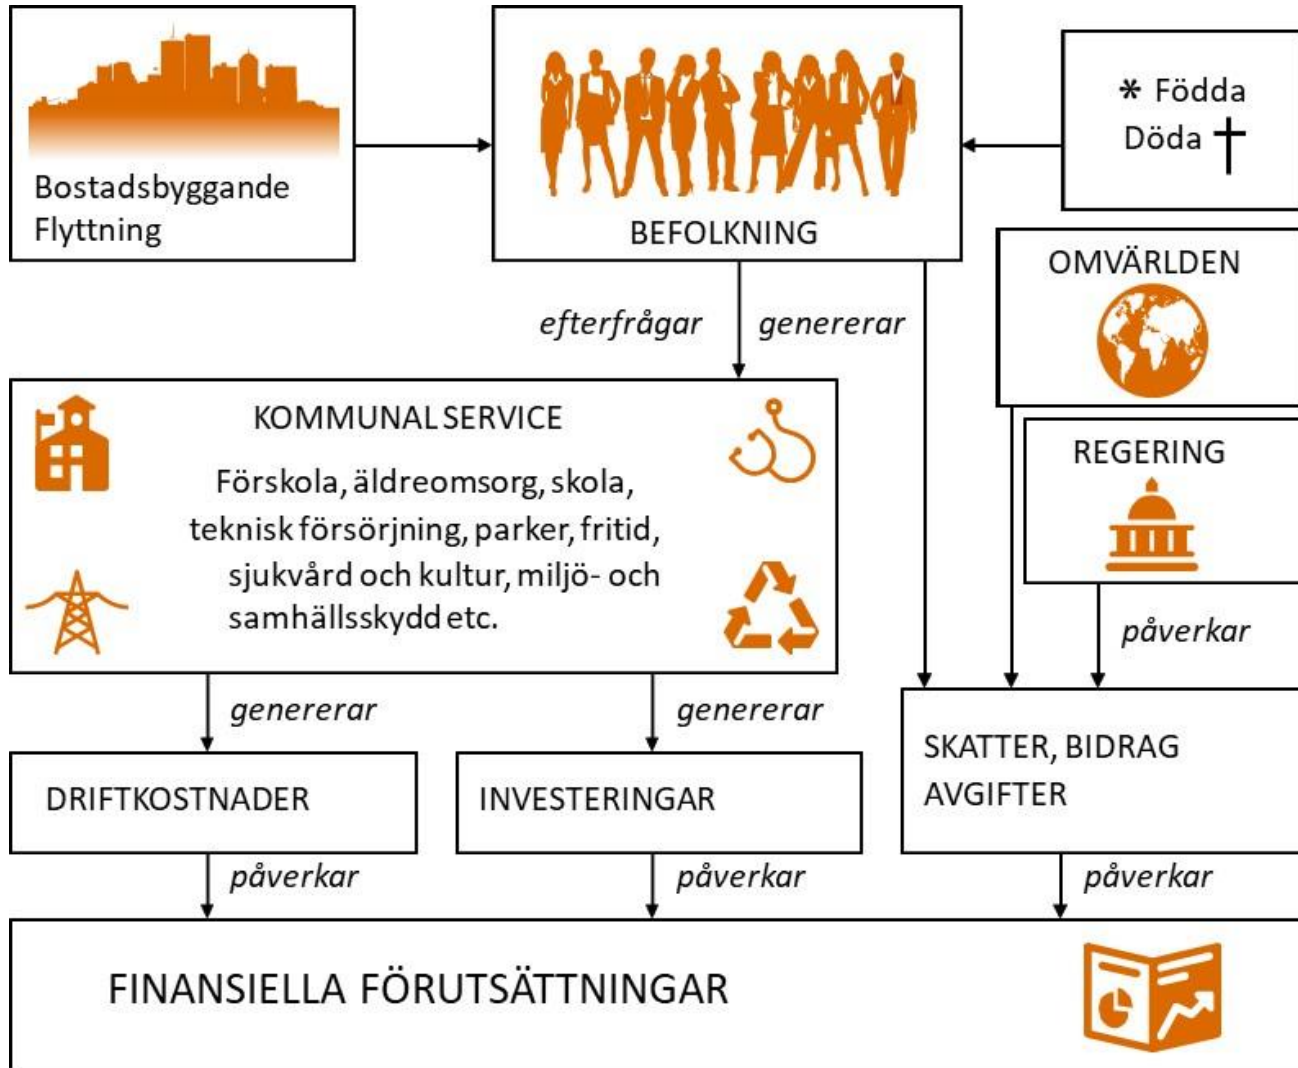 Bostadsbyggande
Flyttning
BEFOLKNING
* Födda
Döda †
OMVÄRLDEN
efterfrågar
genererar
REGERING
påverkar
KOMMUNAL SERVICE
Förskola, äldreomsorg, skola,
teknisk försörjning, parker, fritid,
sjukvård och kultur, miljö- och
samhällsskydd etc.
genererar
genererar
DRIFTKOSTNADER
INVESTERINGAR
SKATTER, BIDRAG
AVGIFTER
påverkar
påverkar
påverkar
FINANSIELLA FÖRUTSÄTTNINGAR